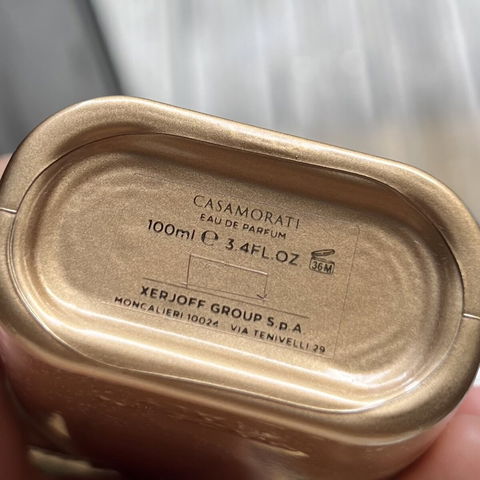 CASAMORATI
EAU DE PARFUM
100ml ℮ 3.4FL.OZ 36M
XERJOFF GROUP S.p.A.
MONCALIERI 10024 VIA TENIVELLI 29